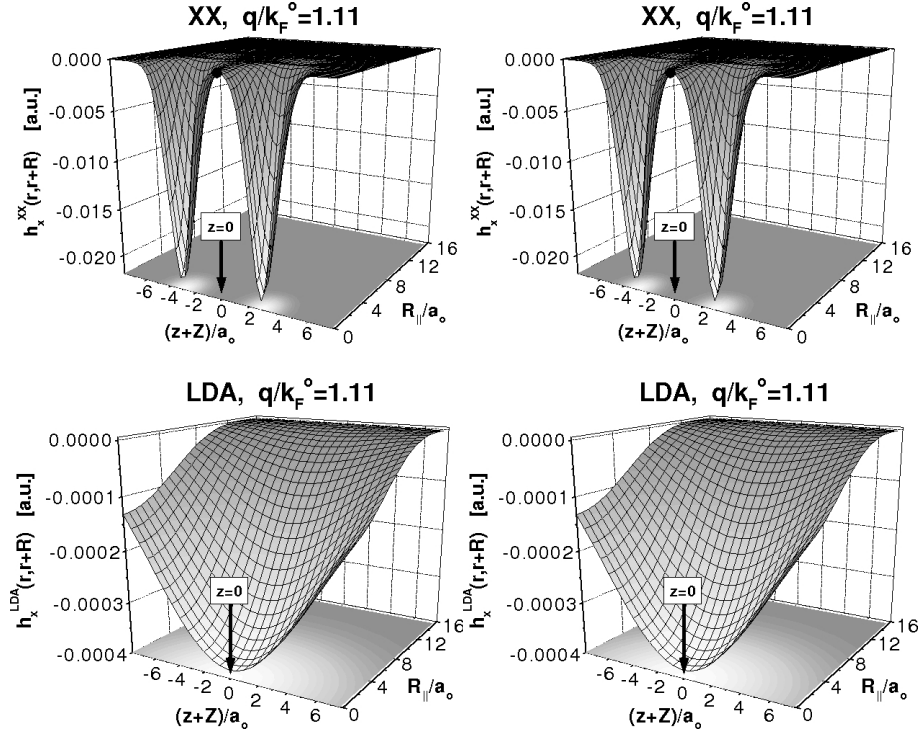 XX, q/k_F°=1.11
0.000
-0.005
-0.010
-0.015
-0.020
h_x^XX(r,r+R) [a.u.]
z=0
-6 -4 -2 0 2 4 6
(z+Z)/a_o
0 4 8 12 16
R_||/a_o
XX, q/k_F°=1.11
0.000
-0.005
-0.010
-0.015
-0.020
h_x^XX(r,r+R) [a.u.]
z=0
-6 -4 -2 0 2 4 6
(z+Z)/a_o
0 4 8 12 16
R_||/a_o
LDA, q/k_F°=1.11
0.0000
-0.0001
-0.0002
-0.0003
-0.0004
h_x^LDA(r,r+R) [a.u.]
z=0
-6 -4 -2 0 2 4 6
(z+Z)/a_o
0 4 8 12 16
R_||/a_o
LDA, q/k_F°=1.11
0.0000
-0.0001
-0.0002
-0.0003
-0.0004
h_x^LDA(r,r+R) [a.u.]
z=0
-6 -4 -2 0 2 4 6
(z+Z)/a_o
0 4 8 12 16
R_||/a_o